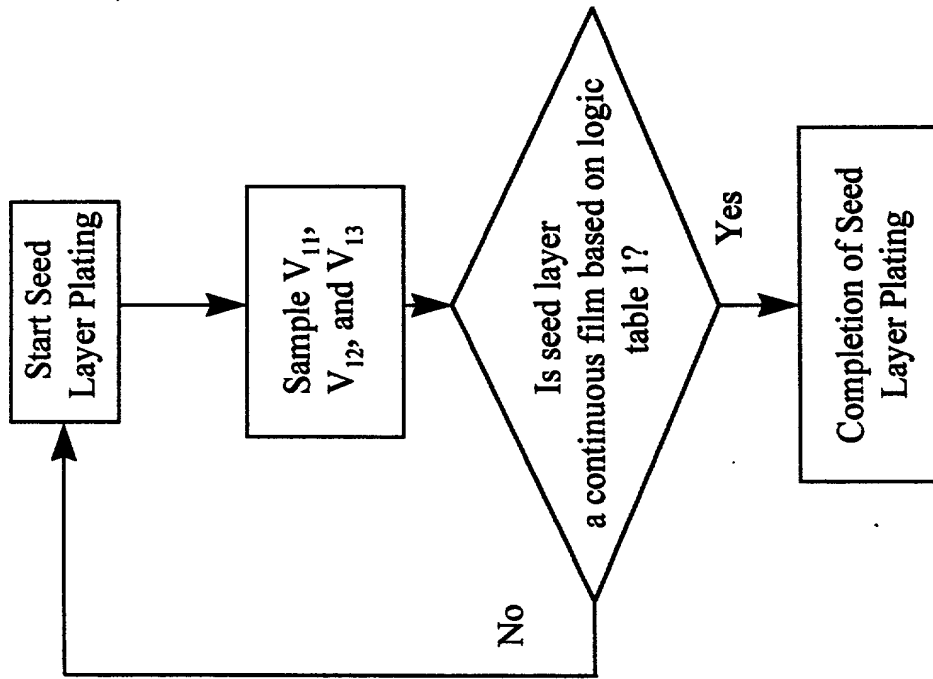 Start Seed
Layer Plating
Sample V₁₁,
V₁₂, and V₁₃
Is seed layer
a continuous film based on logic
table 1?
No
Yes
Completion of Seed
Layer Plating